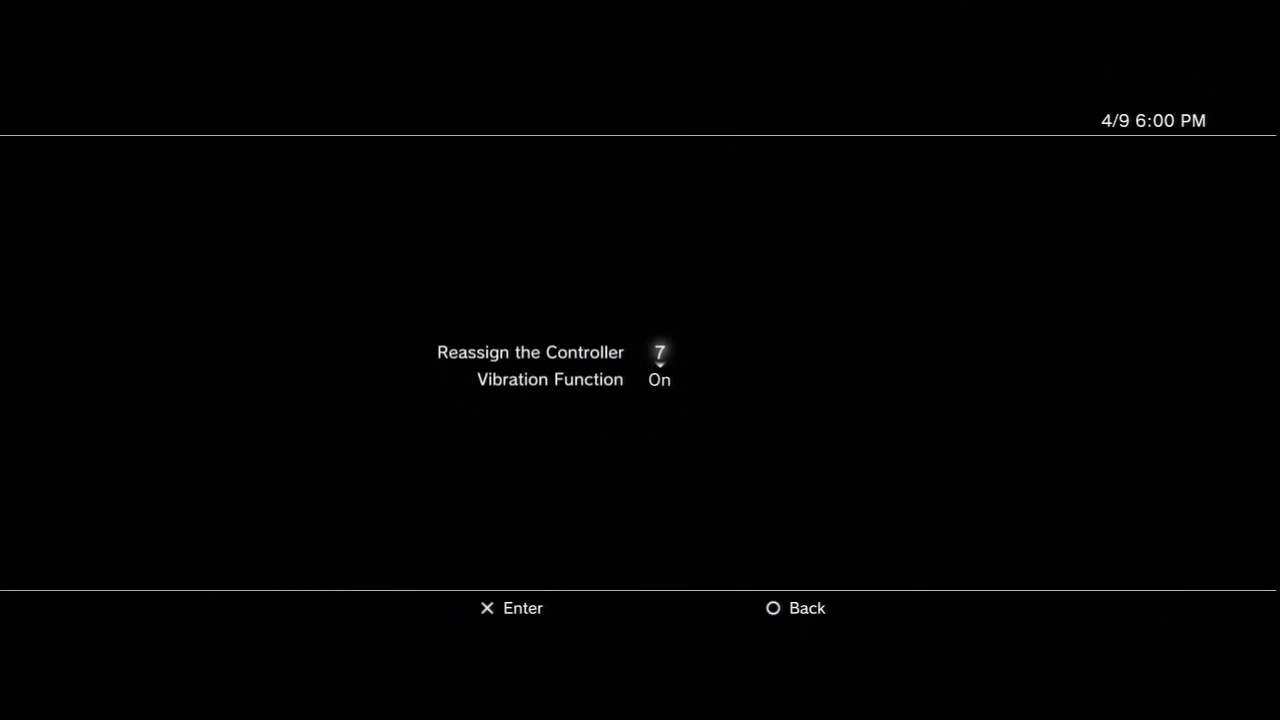 4/9 6:00 PM
Reassign the Controller 7
Vibration Function On
Enter Back